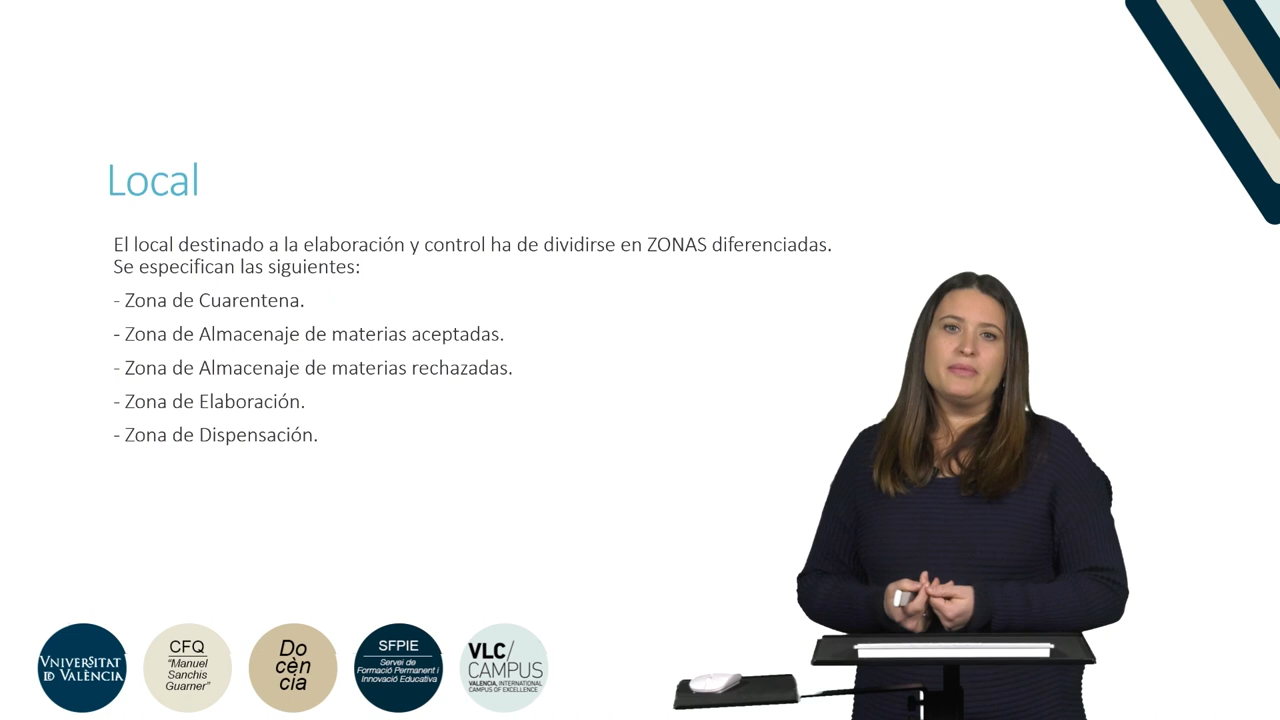 Local
El local destinado a la elaboración y control ha de dividirse en ZONAS diferenciadas.
Se especifican las siguientes:
- Zona de Cuarentena.
- Zona de Almacenaje de materias aceptadas.
- Zona de Almacenaje de materias rechazadas.
- Zona de Elaboración.
- Zona de Dispensación.
VNIVERSITAT
ID VALÈNCIA
CFQ
"Manuel
Sanchis
Guarner"
Do
cèn
cia
SFPIE
Servei de
Formació Permanent i
Innovació Educativa
VLC/
CAMPUS
VALENCIA, INTERNATIONAL
CAMPUS OF EXCELLENCE